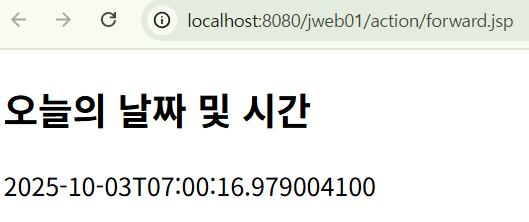 localhost:8080/jweb01/action/forward.jsp
오늘의 날짜 및 시간
2025-10-03T07:00:16.979004100